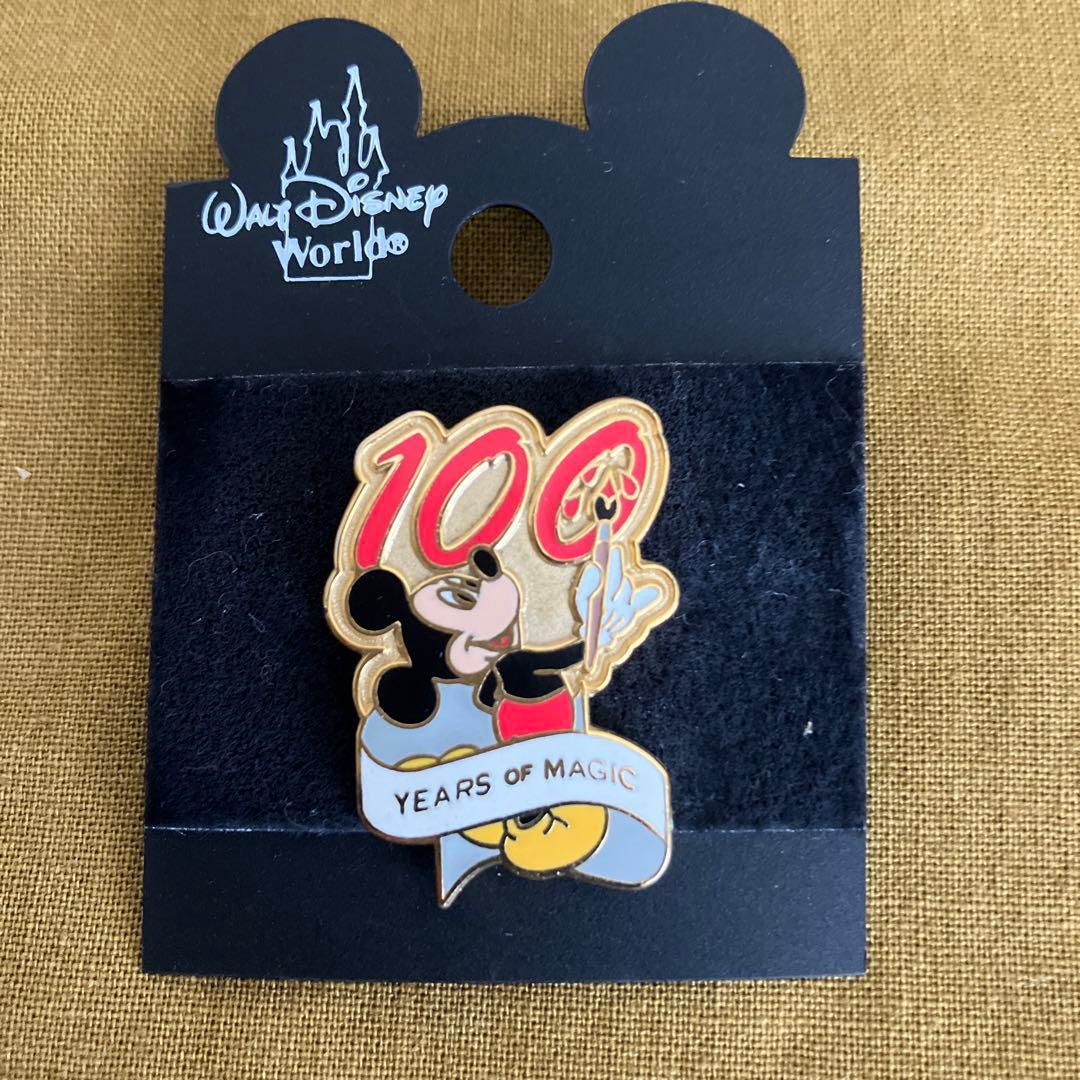 WALT DISNEY
World®
100
YEARS OF MAGIC